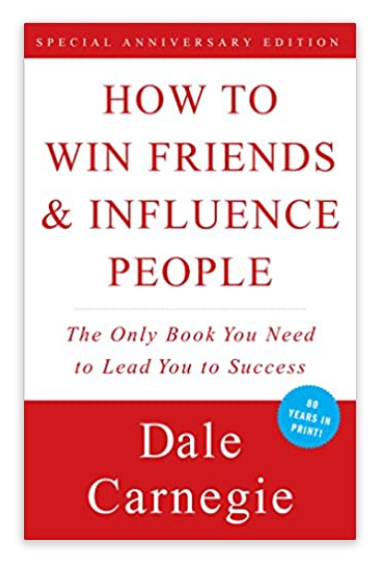 SPECIAL ANNIVERSARY EDITION
HOW TO
WIN FRIENDS
& INFLUENCE
PEOPLE
The Only Book You Need
to Lead You to Success
80
YEARS IN
PRINT!
Dale
Carnegie